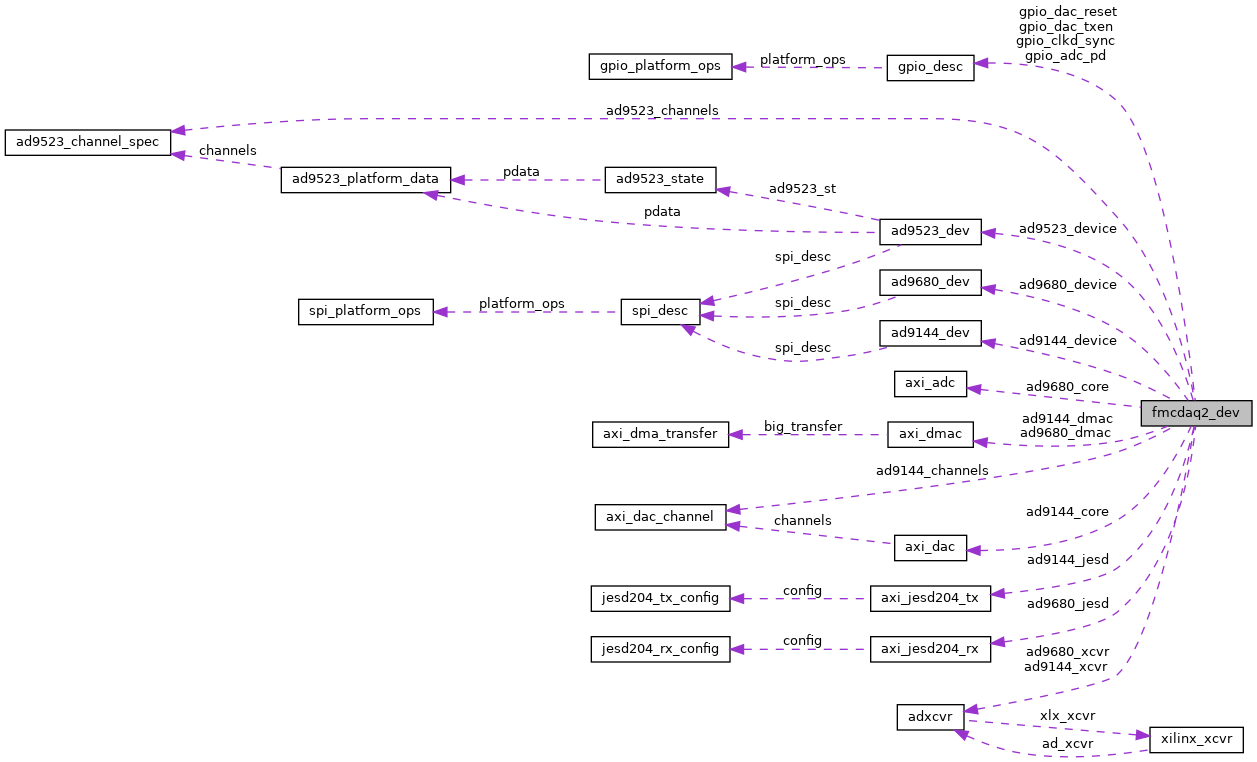 gpio_dac_reset
gpio_dac_txen
gpio_clkd_sync
gpio_adc_pd
gpio_platform_ops
platform_ops
gpio_desc
ad9523_channels
ad9523_channel_spec
channels
ad9523_platform_data
pdata
ad9523_state
ad9523_st
pdata
ad9523_dev
ad9523_device
spi_desc
ad9680_dev
ad9680_device
spi_platform_ops
platform_ops
spi_desc
spi_desc
ad9144_dev
ad9144_device
spi_desc
axi_adc
ad9680_core
fmcdaq2_dev
axi_dma_transfer
big_transfer
axi_dmac
ad9144_dmac
ad9680_dmac
ad9144_channels
axi_dac_channel
channels
axi_dac
ad9144_core
ad9144_jesd
jesd204_tx_config
config
axi_jesd204_tx
ad9680_jesd
jesd204_rx_config
config
axi_jesd204_rx
ad9680_xcvr
ad9144_xcvr
adxcvr
xlx_xcvr
xilinx_xcvr
ad_xcvr